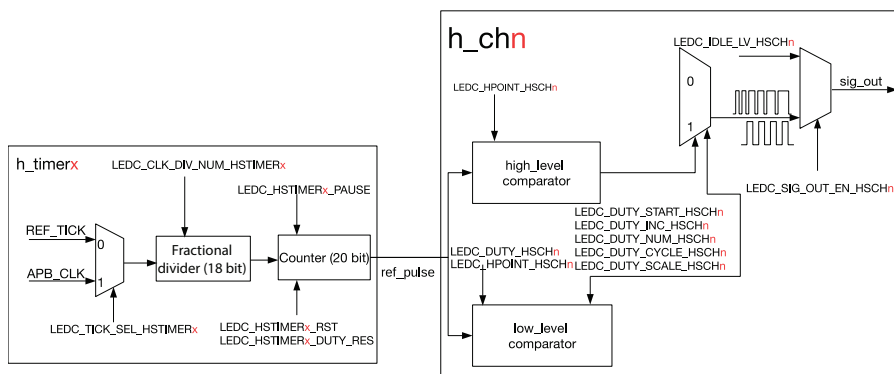 h_chn
LEDC_IDLE_LV_HSCHn
sig_out
LEDC_HPOINT_HSCHn
0
1
high_level
comparator
LEDC_SIG_OUT_EN_HSCHn
h_timerx
LEDC_CLK_DIV_NUM_HSTIMERx
LEDC_HSTIMERx_PAUSE
REF_TICK
APB_CLK
0
1
Fractional
divider (18 bit)
Counter (20 bit)
ref_pulse
LEDC_TICK_SEL_HSTIMERx
LEDC_HSTIMERx_RST
LEDC_HSTIMERx_DUTY_RES
LEDC_DUTY_START_HSCHn
LEDC_DUTY_INC_HSCHn
LEDC_DUTY_NUM_HSCHn
LEDC_DUTY_CYCLE_HSCHn
LEDC_DUTY_SCALE_HSCHn
LEDC_DUTY_HSCHn
LEDC_HPOINT_HSCHn
low_level
comparator